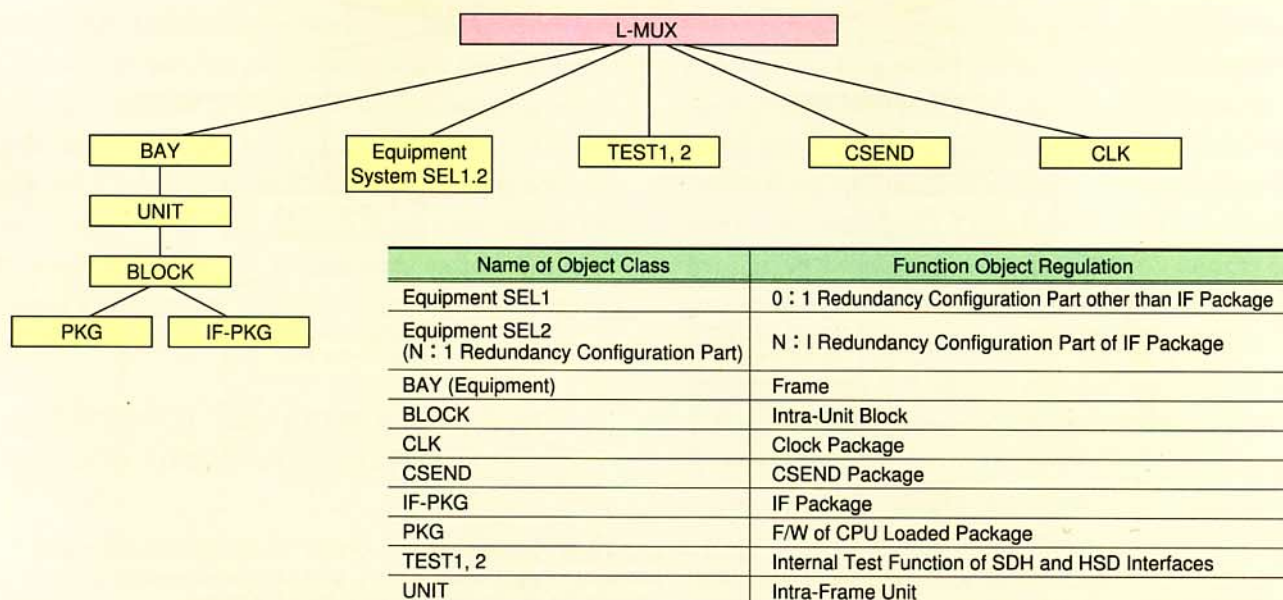 L-MUX
BAY
Equipment
System SEL1.2
TEST1, 2
CSEND
CLK
UNIT
BLOCK
PKG
IF-PKG
Name of Object Class Function Object Regulation
Equipment SEL1 0 : 1 Redundancy Configuration Part other than IF Package
Equipment SEL2
(N : 1 Redundancy Configuration Part) N : I Redundancy Configuration Part of IF Package
BAY (Equipment) Frame
BLOCK Intra-Unit Block
CLK Clock Package
CSEND CSEND Package
IF-PKG IF Package
PKG F/W of CPU Loaded Package
TEST1, 2 Internal Test Function of SDH and HSD Interfaces
UNIT Intra-Frame Unit